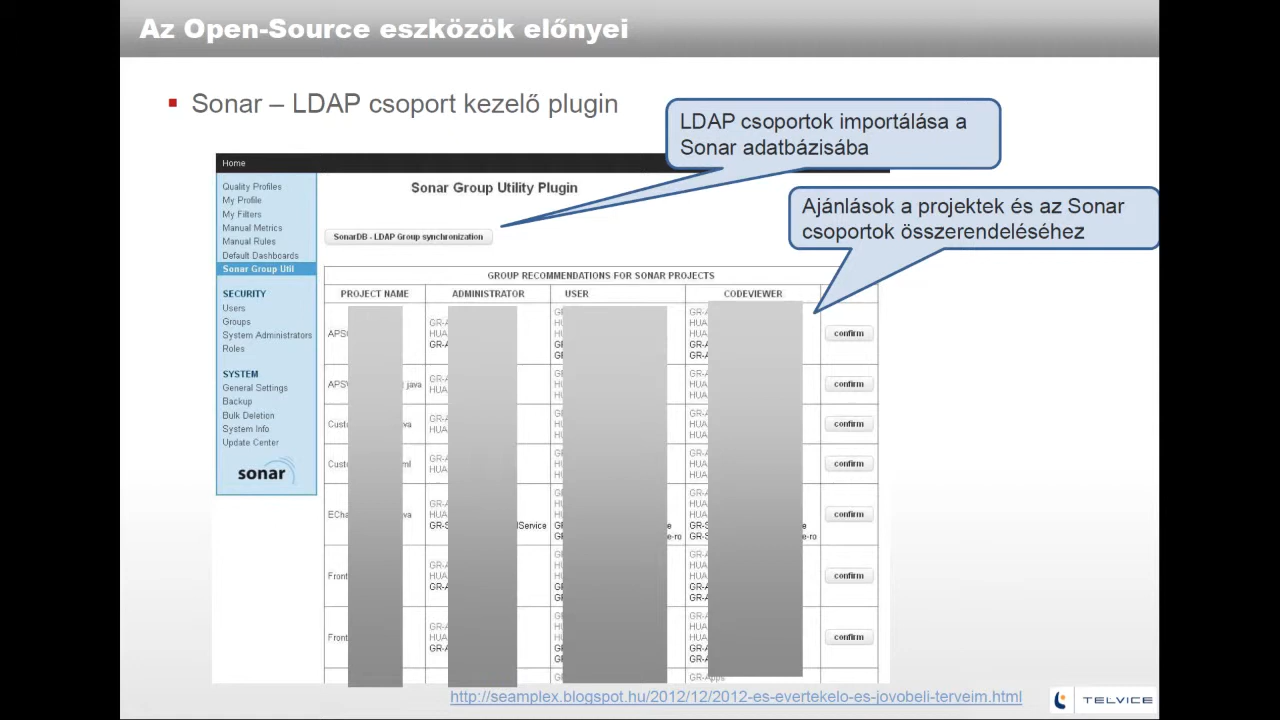 Az Open-Source eszközök előnyei
Sonar – LDAP csoport kezelő plugin
LDAP csoportok importálása a
Sonar adatbázisába
Ajánlások a projektek és az Sonar
csoportok összerendeléséhez
Home
Quality Profiles
My Profile
My Filters
Manual Metrics
Manual Rules
Default Dashboards
Sonar Group Util
SECURITY
Users
Groups
System Administrators
Roles
SYSTEM
General Settings
Backup
Bulk Deletion
System Info
Update Center
sonar
Sonar Group Utility Plugin
SonarDB - LDAP Group synchronization
GROUP RECOMMENDATIONS FOR SONAR PROJECTS
PROJECT NAME ADMINISTRATOR USER CODEVIEWER
confirm
java
confirm
confirm
confirm
confirm
confirm
confirm
GR-Apps
http://seamplex.blogspot.hu/2012/12/2012-es-evertekelo-es-jovobeli-terveim.html
TELVICE